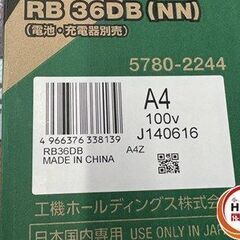 RB 36DB (NN)
(電池・充電器別売)
5780-2244
A4
100v
J140616
4 966376 338139
RB36DB A4Z
MADE IN CHINA
工機ホールディングス株式会
日本国内専用 USE ONLY IN JAPAN